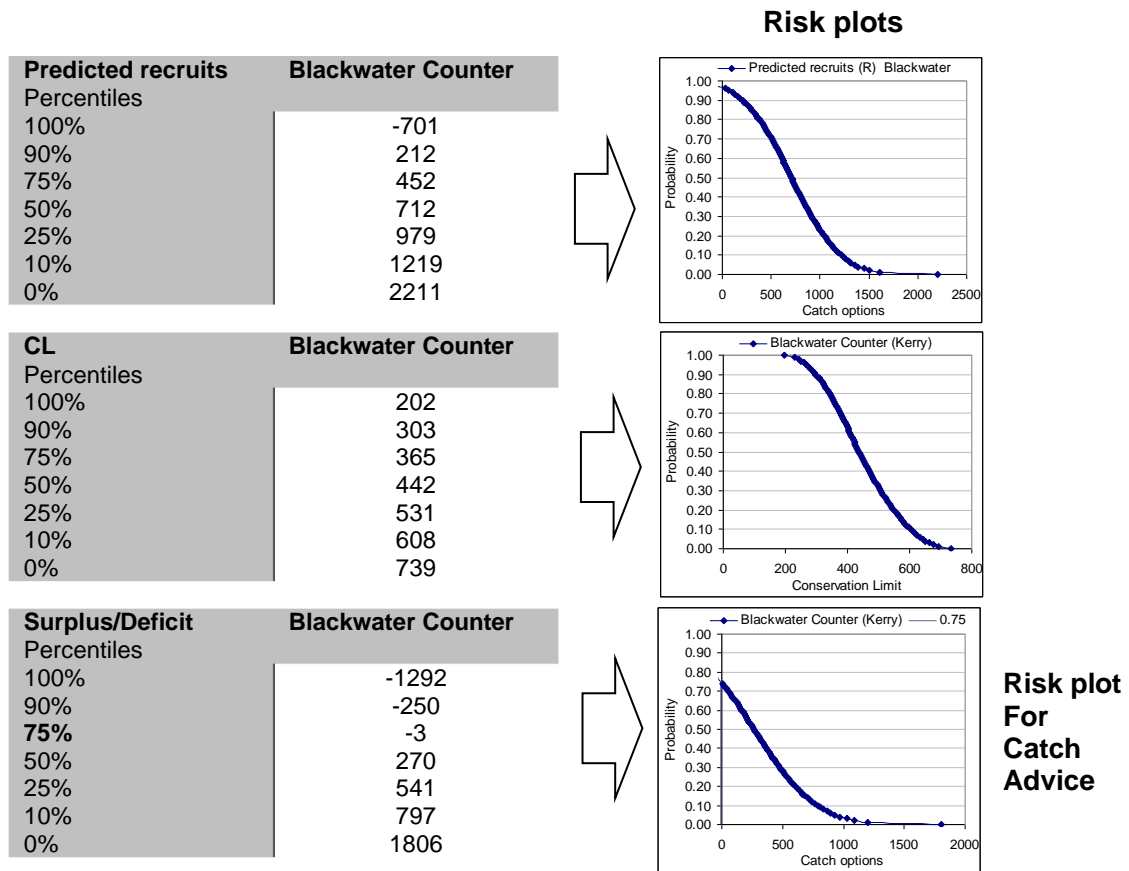 Risk plots
Predicted recruits Blackwater Counter
Percentiles
100% -701
90% 212
75% 452
50% 712
25% 979
10% 1219
0% 2211
Predicted recruits (R) Blackwater
1.00
0.90
0.80
0.70
0.60
0.50
0.40
0.30
0.20
0.10
0.00
Probability
0 500 1000 1500 2000 2500
Catch options
CL Blackwater Counter
Percentiles
100% 202
90% 303
75% 365
50% 442
25% 531
10% 608
0% 739
Blackwater Counter (Kerry)
1.00
0.90
0.80
0.70
0.60
0.50
0.40
0.30
0.20
0.10
0.00
Probability
0 200 400 600 800
Conservation Limit
Surplus/Deficit Blackwater Counter
Percentiles
100% -1292
90% -250
75% -3
50% 270
25% 541
10% 797
0% 1806
Blackwater Counter (Kerry) 0.75
1.00
0.90
0.80
0.70
0.60
0.50
0.40
0.30
0.20
0.10
0.00
Probability
0 500 1000 1500 2000
Catch options
Risk plot
For
Catch
Advice